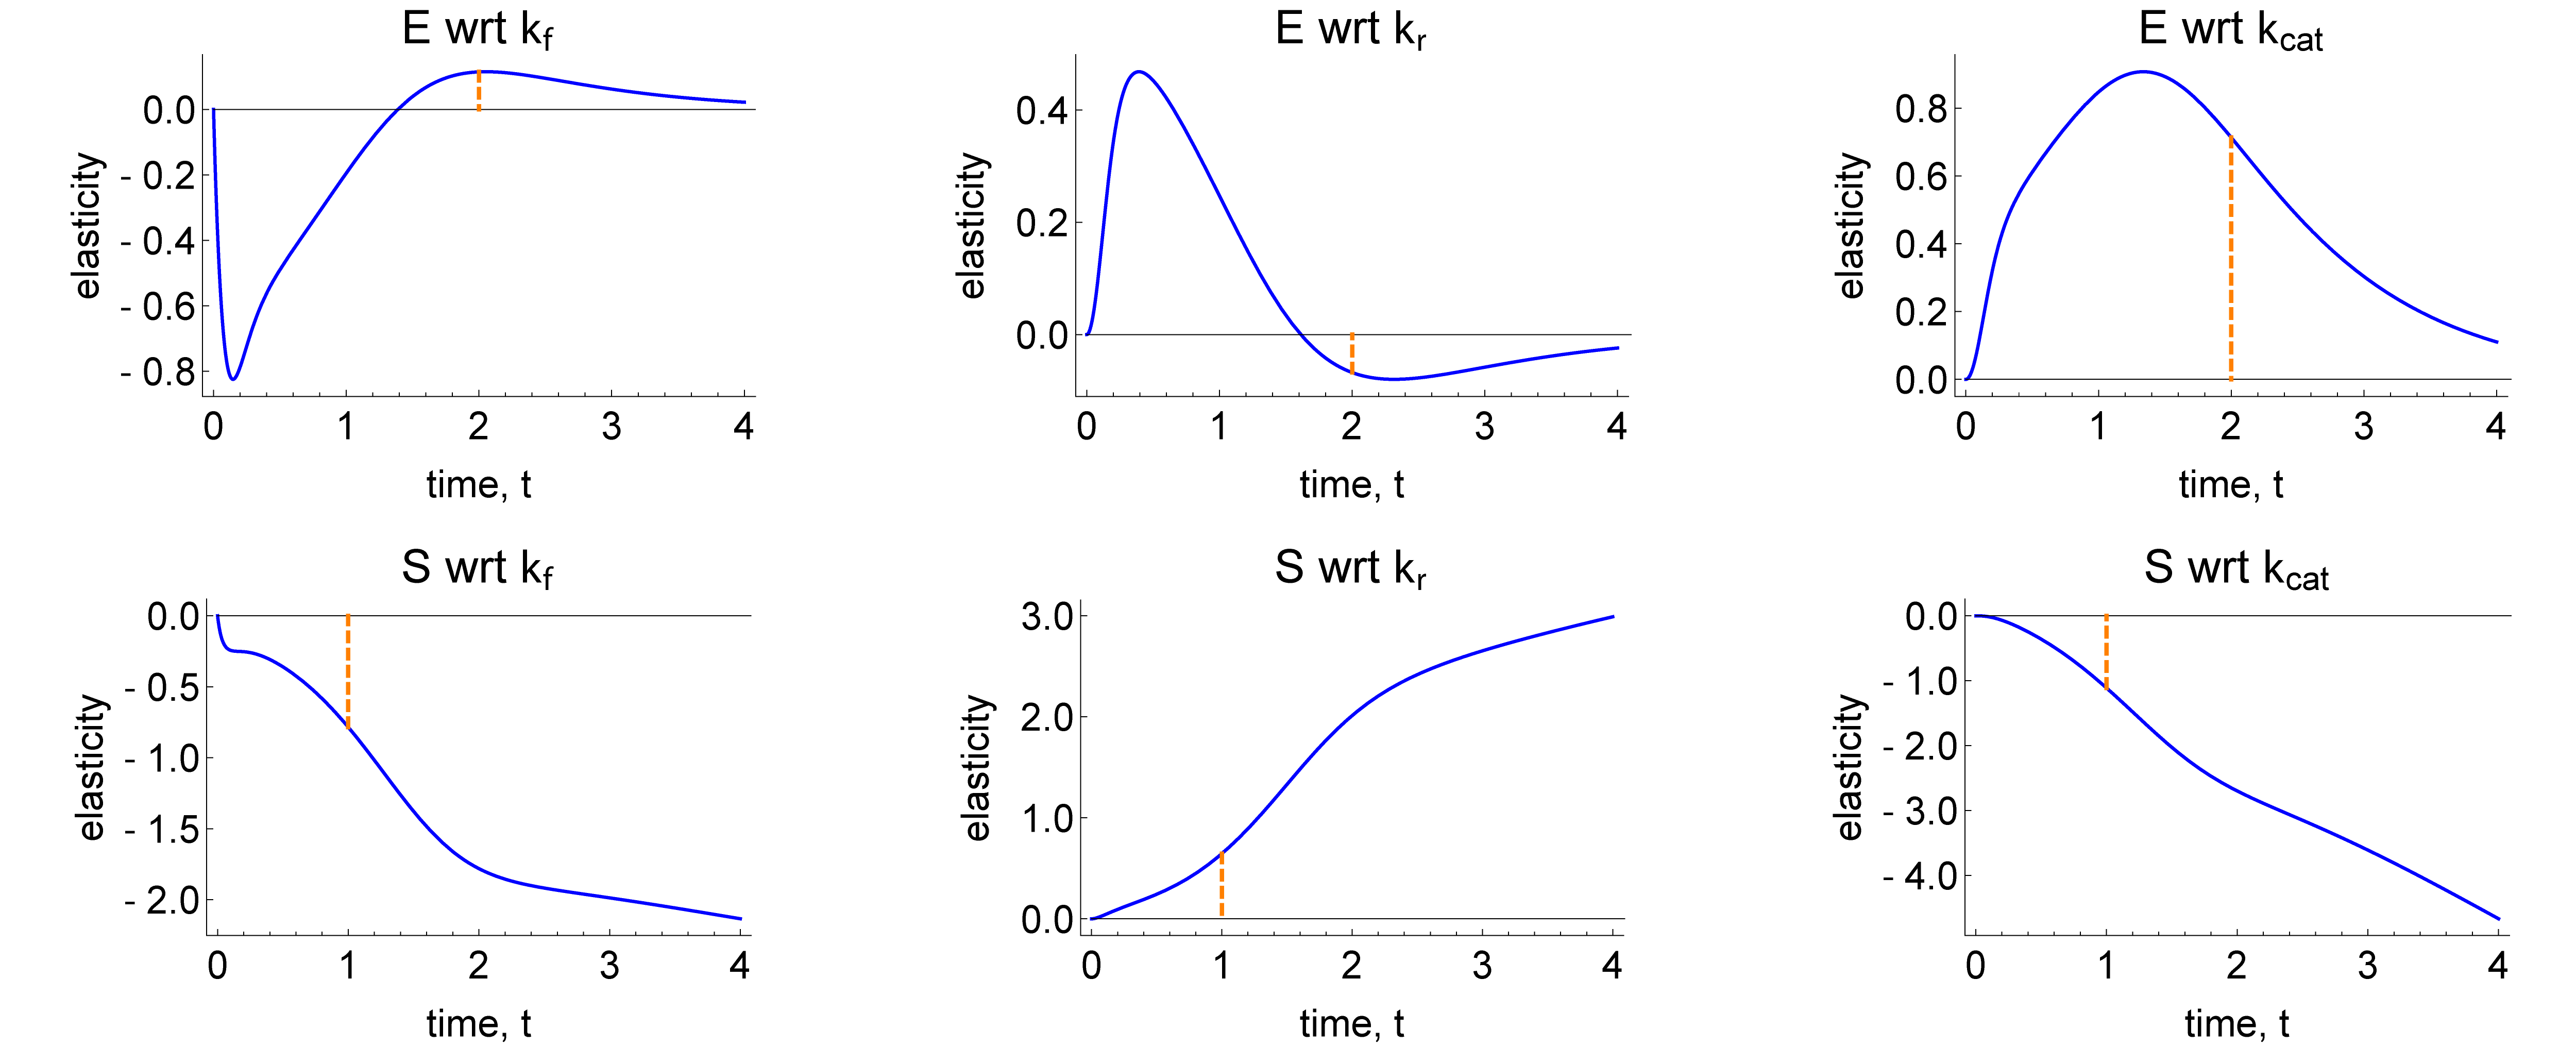 E wrt kf
0.0
- 0.2
- 0.4
- 0.6
- 0.8
elasticity
0 1 2 3 4
time, t
E wrt kr
0.4
0.2
0.0
elasticity
0 1 2 3 4
time, t
E wrt kcat
0.8
0.6
0.4
0.2
0.0
elasticity
0 1 2 3 4
time, t
S wrt kf
0.0
- 0.5
- 1.0
- 1.5
- 2.0
elasticity
0 1 2 3 4
time, t
S wrt kr
3.0
2.0
1.0
0.0
elasticity
0 1 2 3 4
time, t
S wrt kcat
0.0
- 1.0
- 2.0
- 3.0
- 4.0
elasticity
0 1 2 3 4
time, t